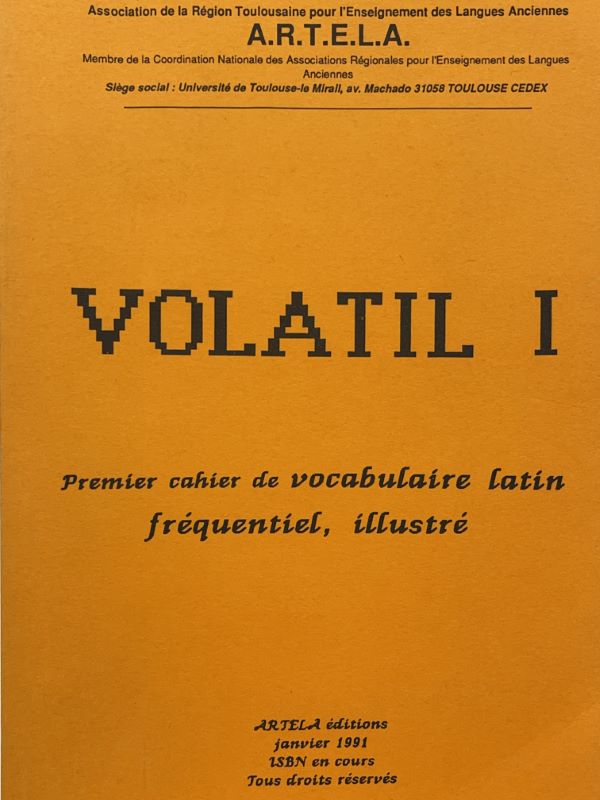 Association de la Région Toulousaine pour l'Enseignement des Langues Anciennes
A.R.T.E.L.A.
Membre de la Coordination Nationale des Associations Régionales pour l'Enseignement des Langues
Anciennes
Siège social : Université de Toulouse-le Mirail, av. Machado 31058 TOULOUSE CEDEX
VOLATIL I
Premier cahier de vocabulaire latin
fréquentiel, illustré
ARTELA éditions
janvier 1991
ISBN en cours
Tous droits réservés